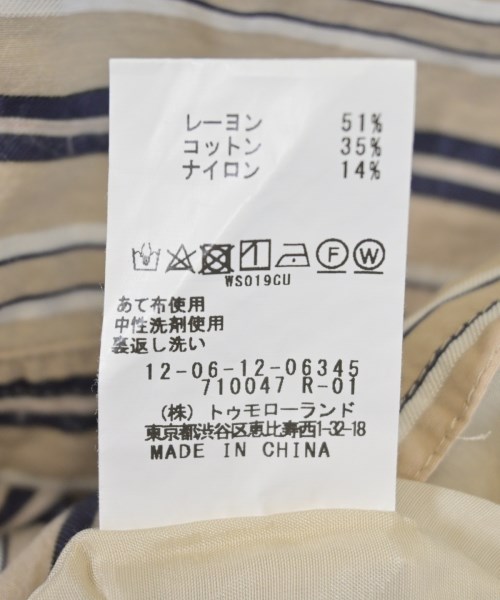 レーヨン 51%
コットン 35%
ナイロン 14%
F W
WS019CU
あて布使用
中性洗剤使用
裏返し洗い
12-06-12-06345
710047 R-01
(株) トゥモローランド
東京都渋谷区恵比寿西1-32-18
MADE IN CHINA